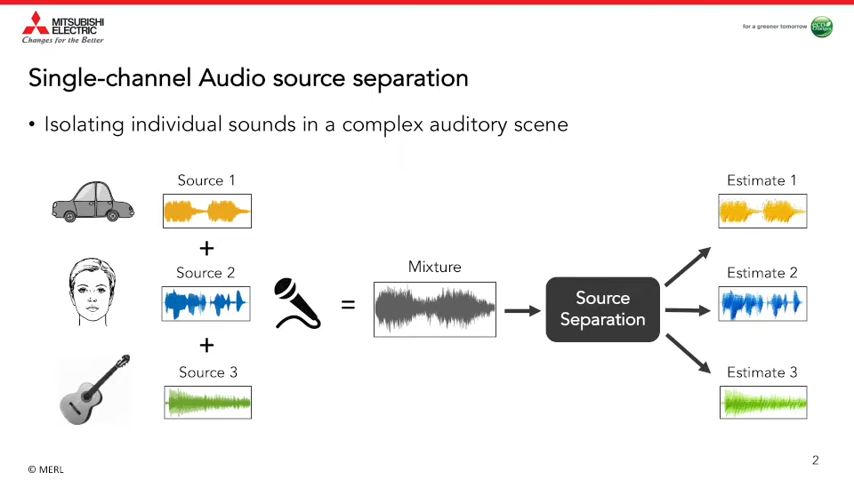 MITSUBISHI
ELECTRIC
Changes for the Better
for a greener tomorrow
Single-channel Audio source separation
• Isolating individual sounds in a complex auditory scene
Source 1
+
Source 2
+
Source 3
=
Mixture
Source
Separation
Estimate 1
Estimate 2
Estimate 3
© MERL
2